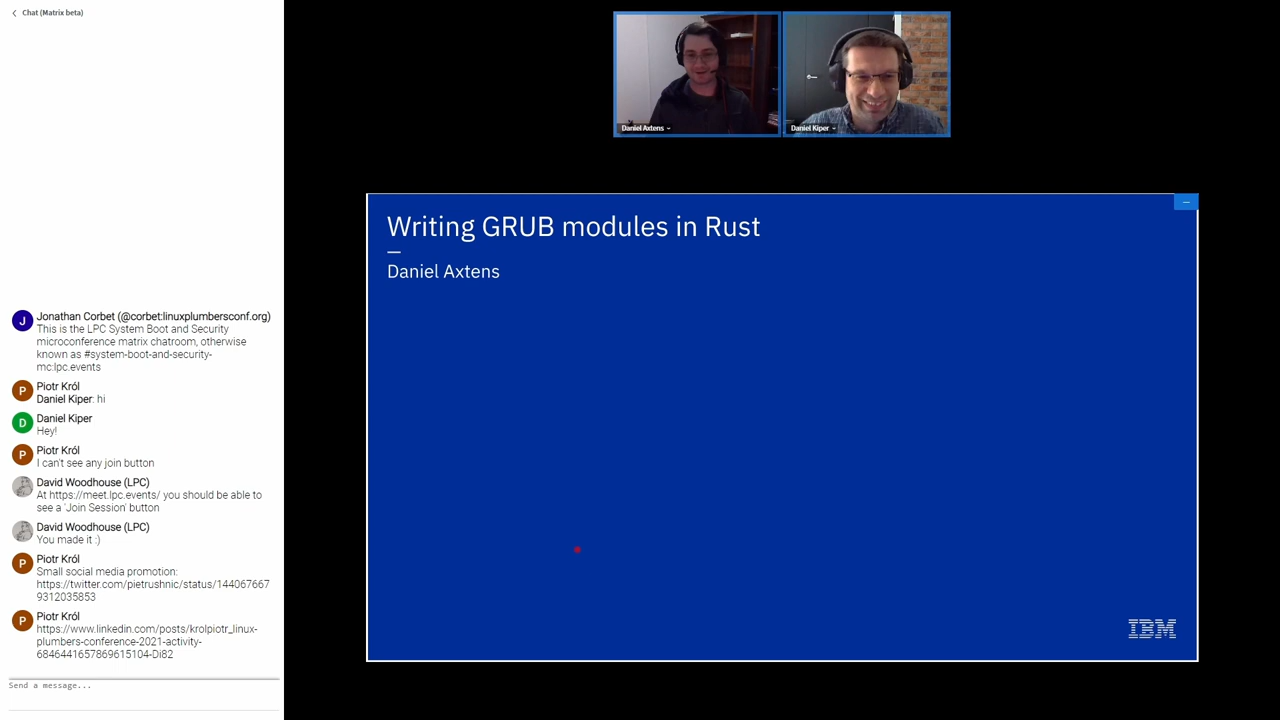 Chat (Matrix beta)
J
Jonathan Corbet (@corbet:linuxplumbersconf.org)
This is the LPC System Boot and Security
microconference matrix chatroom, otherwise
known as #system-boot-and-security-
mc:lpc.events
P
Piotr Król
Daniel Kiper: hi
D
Daniel Kiper
Hey!
P
Piotr Król
I can't see any join button
David Woodhouse (LPC)
At https://meet.lpc.events/ you should be able to
see a 'Join Session' button
David Woodhouse (LPC)
You made it :)
P
Piotr Król
Small social media promotion:
https://twitter.com/pietrushnic/status/144067667
9312035853
P
Piotr Król
https://www.linkedin.com/posts/krolpiotr_linux-
plumbers-conference-2021-activity-
6846441657869615104-Di82
Send a message...
Daniel Axtens
Daniel Kiper
Writing GRUB modules in Rust
Daniel Axtens
IBM